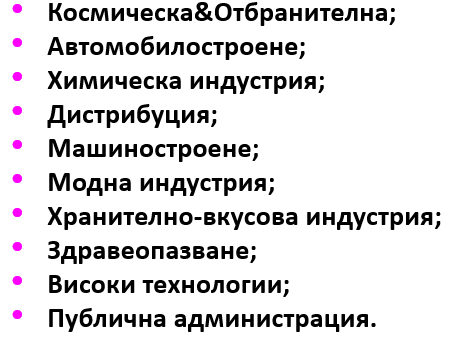 • Космическа&Отбранителна;
• Автомобилостроене;
• Химическа индустрия;
• Дистрибуция;
• Машиностроене;
• Модна индустрия;
• Хранително-вкусова индустрия;
• Здравеопазване;
• Високи технологии;
• Публична администрация.